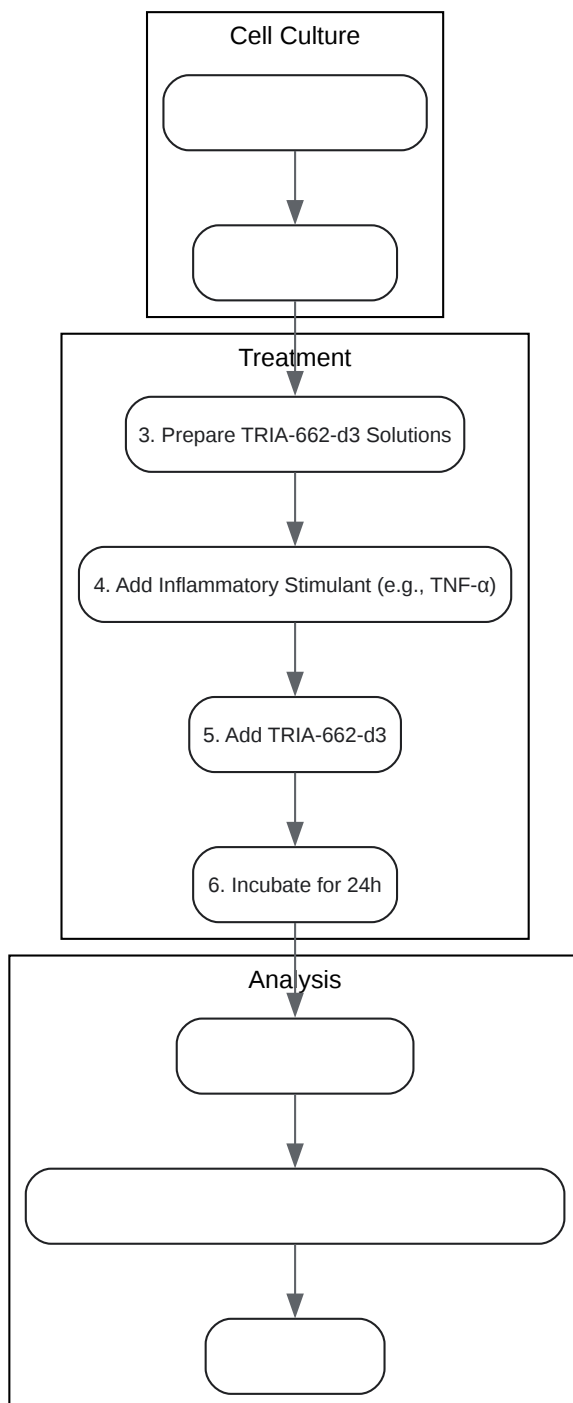 Cell Culture
Treatment
3. Prepare TRIA-662-d3 Solutions
4. Add Inflammatory Stimulant (e.g., TNF-α)
5. Add TRIA-662-d3
6. Incubate for 24h
Analysis